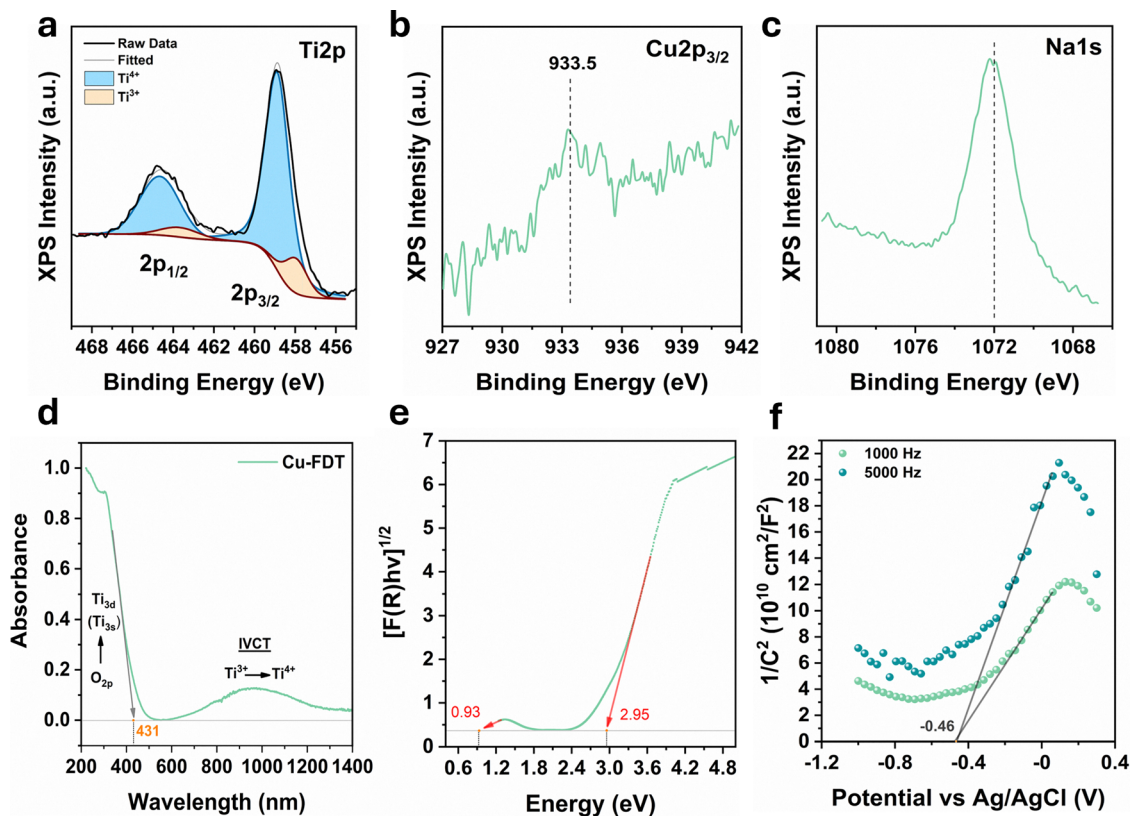 a
Raw Data
Fitted
Ti4+
Ti3+
Ti2p
2p1/2
2p3/2
XPS Intensity (a.u.)
468 466 464 462 460 458 456
Binding Energy (eV)
b
Cu2p3/2
933.5
XPS Intensity (a.u.)
927 930 933 936 939 942
Binding Energy (eV)
c
Na1s
XPS Intensity (a.u.)
1080 1076 1072 1068
Binding Energy (eV)
d
Cu-FDT
1.0
0.8
0.6
0.4
0.2
0.0
Absorbance
Ti3d
(Ti3s)
O2p
IVCT
Ti3+ Ti4+
431
200 400 600 800 1000 1200 1400
Wavelength (nm)
e
7
6
5
4
3
2
1
0
[F(R)hv]1/2
0.93
2.95
0.6 1.2 1.8 2.4 3.0 3.6 4.2 4.8
Energy (eV)
f
1000 Hz
5000 Hz
22
20
18
16
14
12
10
8
6
4
2
0
1/C2 (1010 cm2/F2)
-0.46
-1.2 -0.8 -0.4 -0 0.4
Potential vs Ag/AgCl (V)